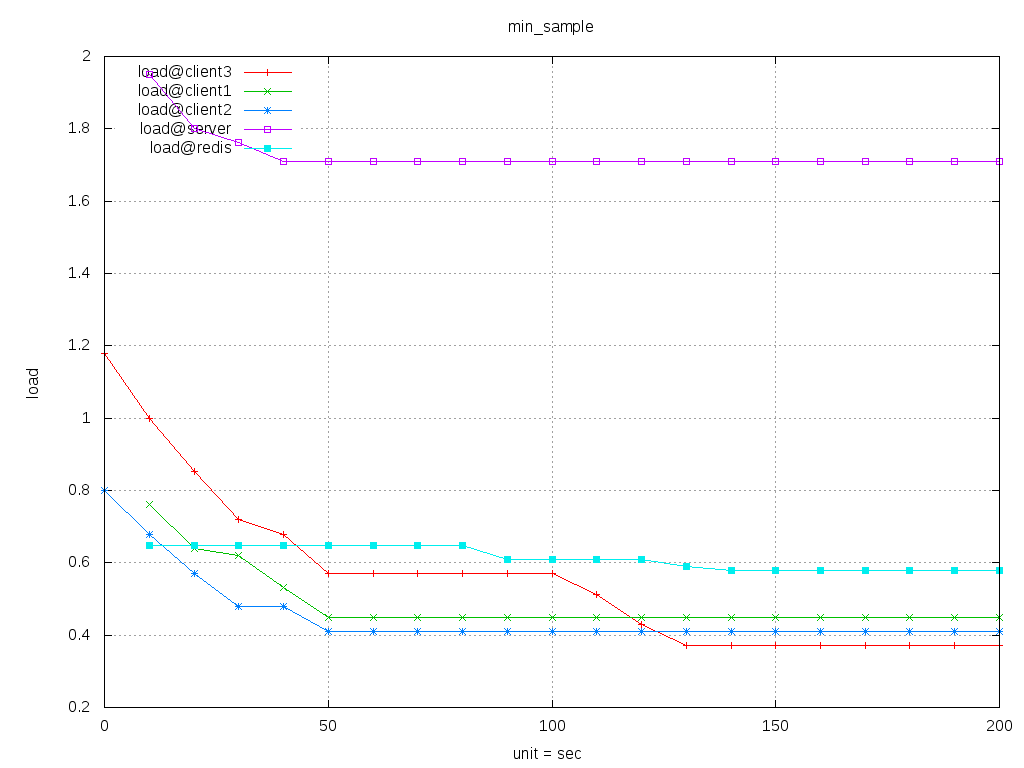 min_sample
2
1.8
1.6
1.4
1.2
1
0.8
0.6
0.4
0.2
load
load@client3
load@client1
load@client2
load@server
load@redis
0 50 100 150 200
unit = sec